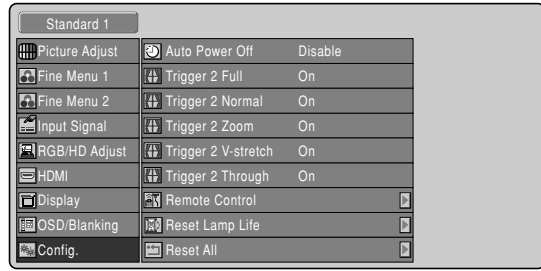 Standard 1
Picture Adjust
Fine Menu 1
Fine Menu 2
Input Signal
RGB/HD Adjust
HDMI
Display
OSD/Blanking
Config.
Auto Power Off Disable
Trigger 2 Full On
Trigger 2 Normal On
Trigger 2 Zoom On
Trigger 2 V-stretch On
Trigger 2 Through On
Remote Control
Reset Lamp Life
Reset All